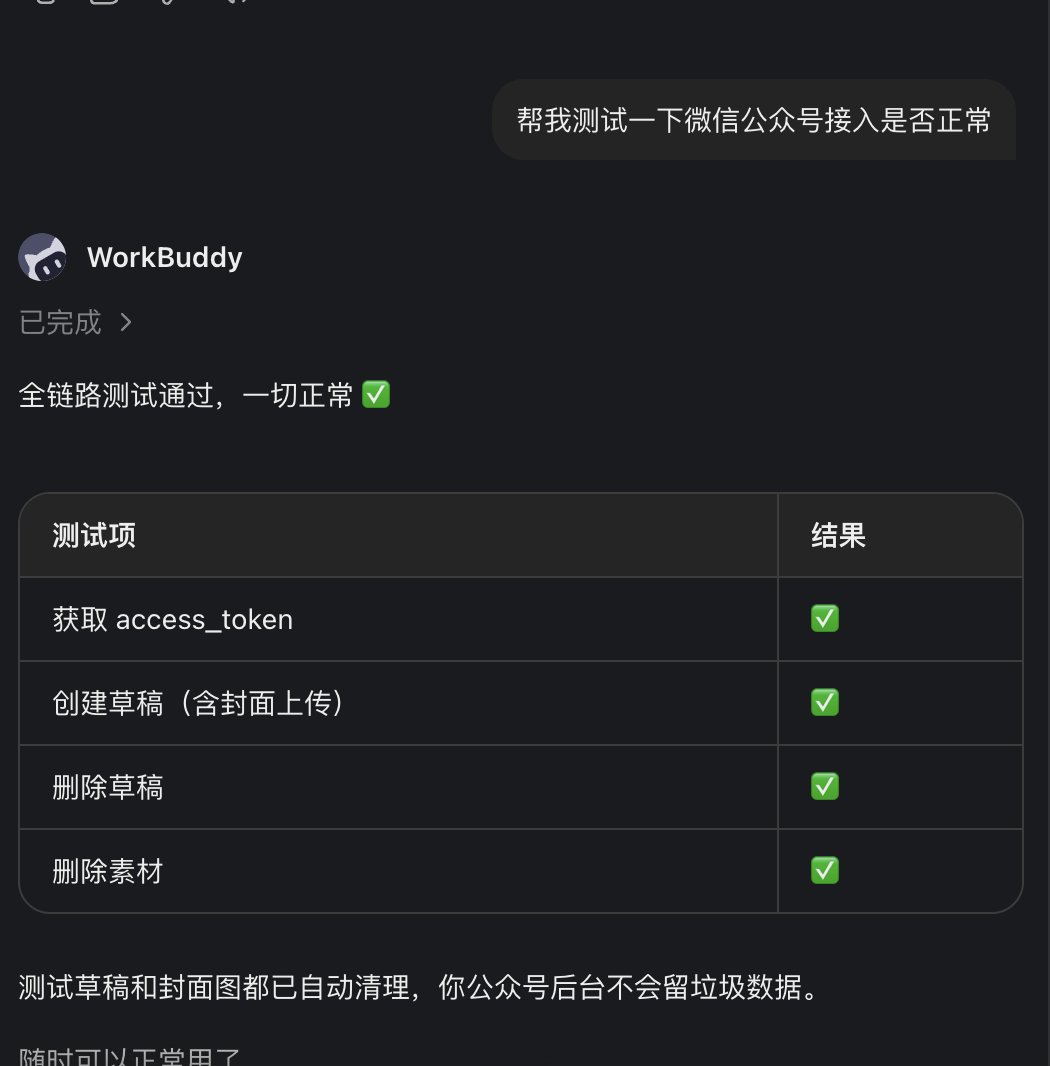 帮我测试一下微信公众号接入是否正常
WorkBuddy
已完成
全链路测试通过，一切正常 ✅
测试项 结果
获取 access_token ✅
创建草稿（含封面上传） ✅
删除草稿 ✅
删除素材 ✅
测试草稿和封面图都已自动清理，你公众号后台不会留垃圾数据。
随时可以正常用了